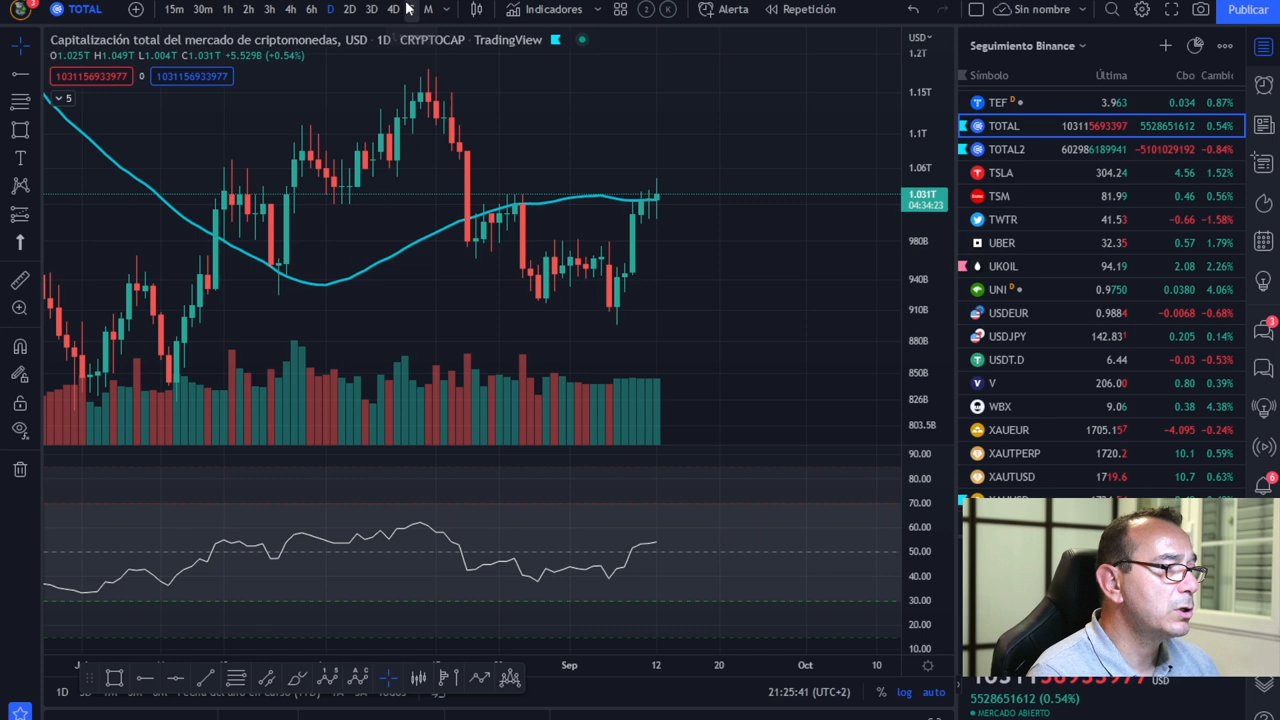 3
TOTAL
15m 30m 1h 2h 3h 4h 6h D 2D 3D 4D M
Indicadores
2 K
Alerta
Repetición
Sin nombre
Publicar
Capitalización total del mercado de criptomonedas, USD 1D CRYPTOCAP TradingView
O1.025T H1.049T L1.004T C1.031T +5.529B (+0.54%)
1031156933977 0 1031156933977
5
USD
1.2T
1.15T
1.1T
1.06T
1.031T
04:34:23
980B
940B
910B
880B
850B
826B
803.5B
90.00
80.00
70.00
60.00
50.00
40.00
30.00
20.00
10.00
Sep 12 20 Oct 10
1D
21:25:41 (UTC+2)
% log auto
Seguimiento Binance
Símbolo Última Cbo Cambic
TEF D 3.963 0.034 0.87%
TOTAL 103115693397 5528651612 0.54%
TOTAL2 602986189941 −5101029192 −0.84%
TSLA 304.24 4.56 1.52%
TSM 81.99 0.46 0.56%
TWTR 41.53 −0.66 −1.58%
UBER 32.35 0.57 1.79%
UKOIL 94.19 2.08 2.26%
UNI D 0.9750 0.0380 4.06%
USDEUR 0.9884 −0.0068 −0.68%
USDJPY 142.831 0.205 0.14%
USDT.D 6.44 −0.03 −0.53%
V 206.00 0.80 0.39%
WBX 9.06 0.38 4.38%
XAUEUR 1705.157 −4.095 −0.24%
XAUTPERP 1720.2 10.1 0.59%
XAUTUSD 1719.6 10.7 0.63%
3
6
USD
5528651612 (0.54%)
MERCADO ABIERTO